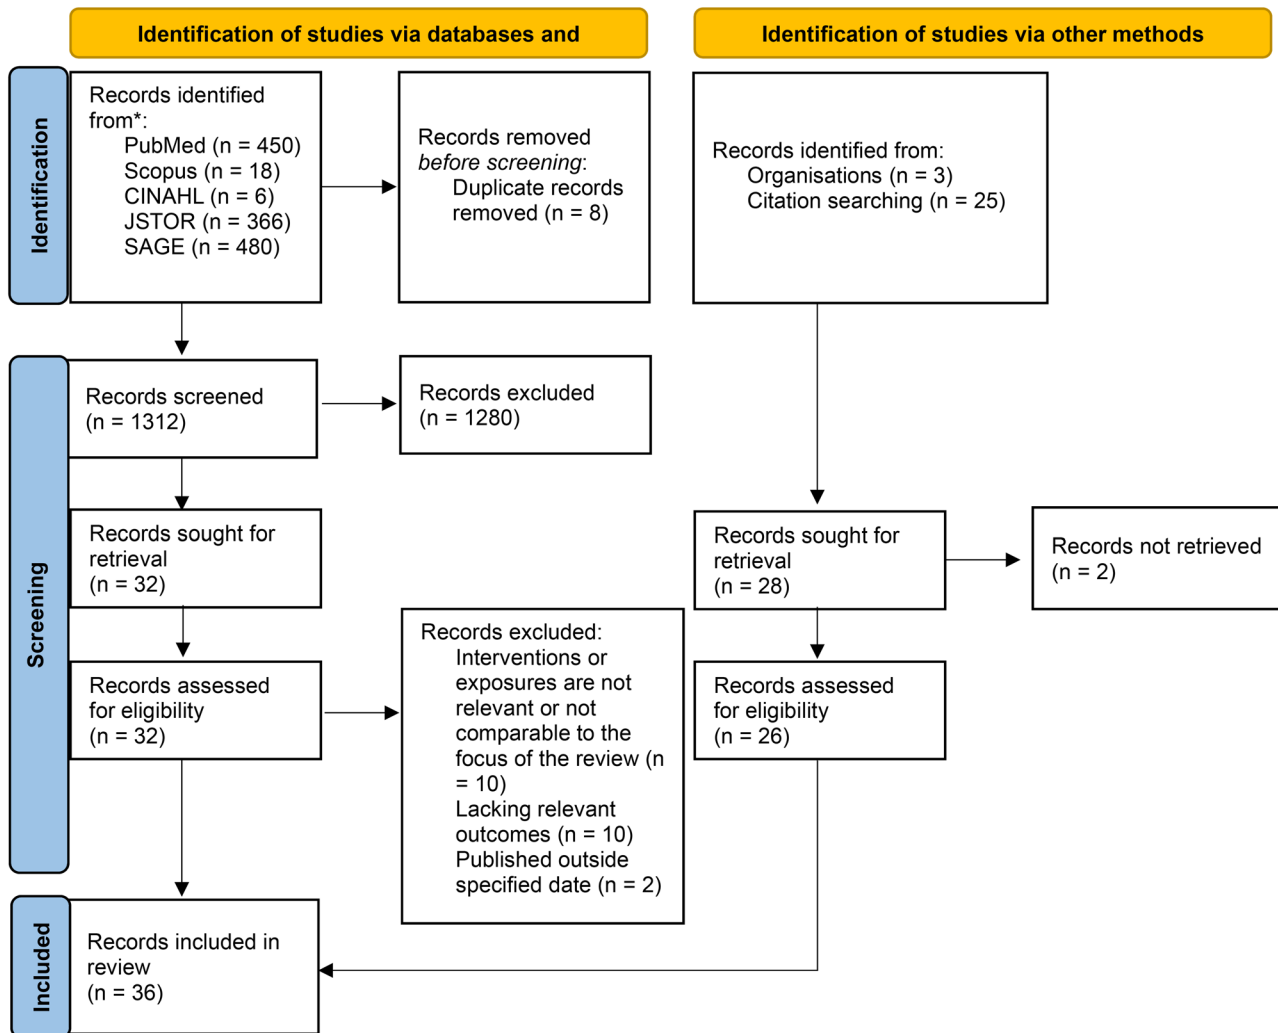 Identification of studies via databases and
Identification of studies via other methods
Identification
Records identified
from*:
PubMed (n = 450)
Scopus (n = 18)
CINAHL (n = 6)
JSTOR (n = 366)
SAGE (n = 480)
Records removed
before screening:
Duplicate records
removed (n = 8)
Records identified from:
Organisations (n = 3)
Citation searching (n = 25)
Screening
Records screened
(n = 1312)
Records excluded
(n = 1280)
Records sought for
retrieval
(n = 32)
Records sought for
retrieval
(n = 28)
Records not retrieved
(n = 2)
Records assessed
for eligibility
(n = 32)
Records excluded:
Interventions or
exposures are not
relevant or not
comparable to the
focus of the review (n
= 10)
Lacking relevant
outcomes (n = 10)
Published outside
specified date (n = 2)
Records assessed
for eligibility
(n = 26)
Included
Records included in
review
(n = 36)